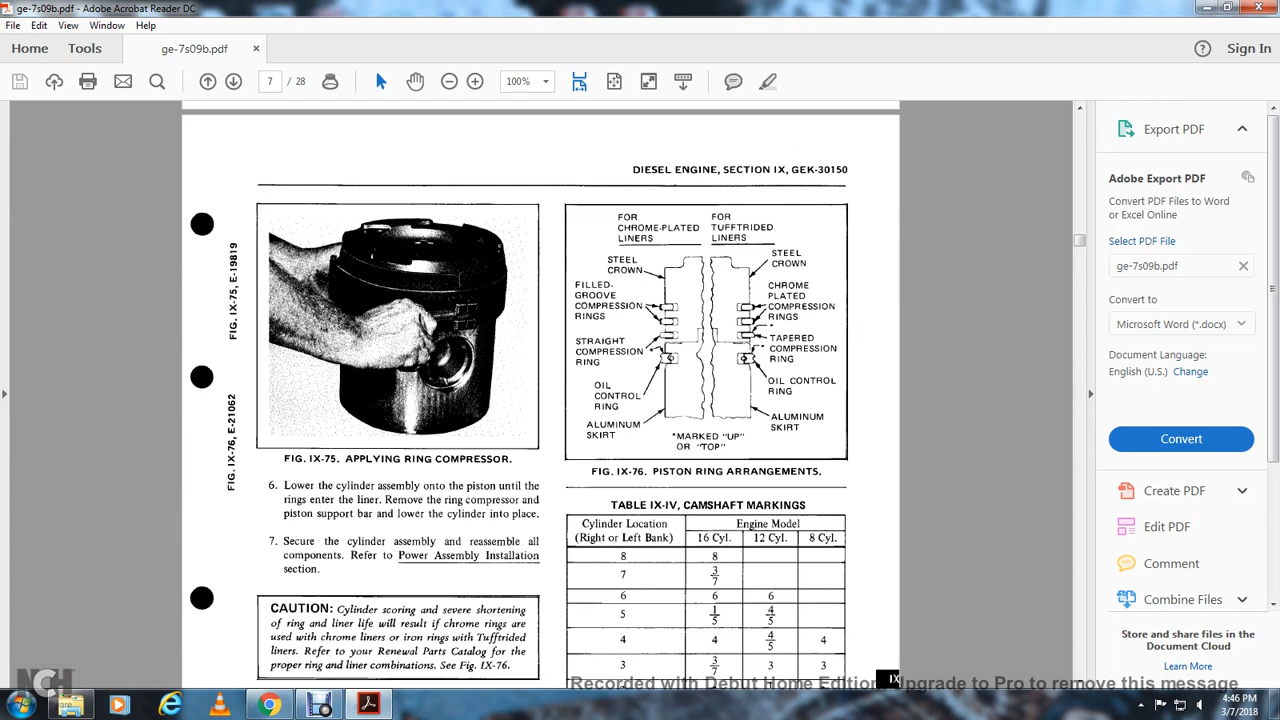 ge-7s09b.pdf - Adobe Acrobat Reader DC
File Edit View Window Help
Home Tools ge-7s09b.pdf × ? Sign In
7 / 28 100%
DIESEL ENGINE, SECTION IX, GEK-30150
FIG. IX-75, E-19819
FIG. IX-76, E-21062
FIG. IX-75. APPLYING RING COMPRESSOR.
6. Lower the cylinder assembly onto the piston until the
rings enter the liner. Remove the ring compressor and
piston support bar and lower the cylinder into place.
7. Secure the cylinder assembly and reassemble all
components. Refer to Power Assembly Installation
section.
CAUTION: Cylinder scoring and severe shortening
of ring and liner life will result if chrome rings are
used with chrome liners or iron rings with Tufftrided
liners. Refer to your Renewal Parts Catalog for the
proper ring and liner combinations. See Fig. IX-76.
FOR
CHROME-PLATED
LINERS
FOR
TUFFTRIDED
LINERS
STEEL
CROWN
FILLED-
GROOVE
COMPRESSION
RINGS
STRAIGHT
COMPRESSION
RING
OIL
CONTROL
RING
ALUMINUM
SKIRT
STEEL
CROWN
CHROME
PLATED
COMPRESSION
RINGS
*
TAPERED
COMPRESSION
RING
OIL CONTROL
RING
ALUMINUM
SKIRT
*MARKED "UP"
OR "TOP"
FIG. IX-76. PISTON RING ARRANGEMENTS.
TABLE IX-IV, CAMSHAFT MARKINGS
Cylinder Location Engine Model
(Right or Left Bank) 16 Cyl. 12 Cyl. 8 Cyl.
8 8
7 3/7
6 6 6
5 1/5 4/5
4 4 4/5 4
3 3/7 3 3
IX
Export PDF
Adobe Export PDF
Convert PDF Files to Word
or Excel Online
Select PDF File
ge-7s09b.pdf
Convert to
Microsoft Word (*.docx)
Document Language:
English (U.S.) Change
Convert
Create PDF
Edit PDF
Comment
Combine Files
Store and share files in the
Document Cloud
Learn More
NCH
Recorded with Debut Home Edition. Upgrade to Pro to remove this message
4:46 PM
3/7/2018